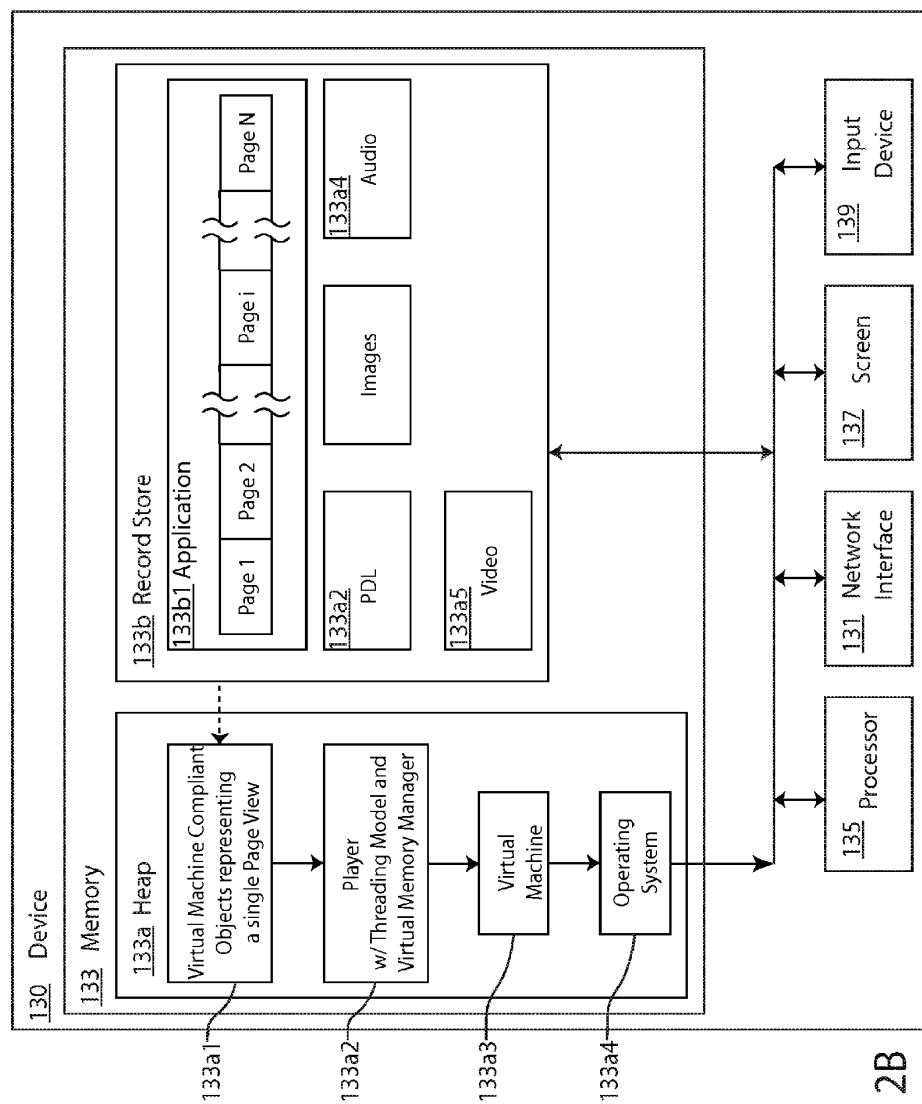 130 Device
133 Memory
133a Heap
Virtual Machine Compliant
Objects representing
a single Page View
Player
w/ Threading Model and
Virtual Memory Manager
Virtual
Machine
Operating
System
133a1
133a2
133a3
133a4
133b Record Store
133b1 Application
Page 1
Page 2
Page i
Page N
133a2
PDL
Images
133a4
Audio
133a5
Video
135 Processor
131 Network
Interface
137 Screen
139 Input
Device
2B